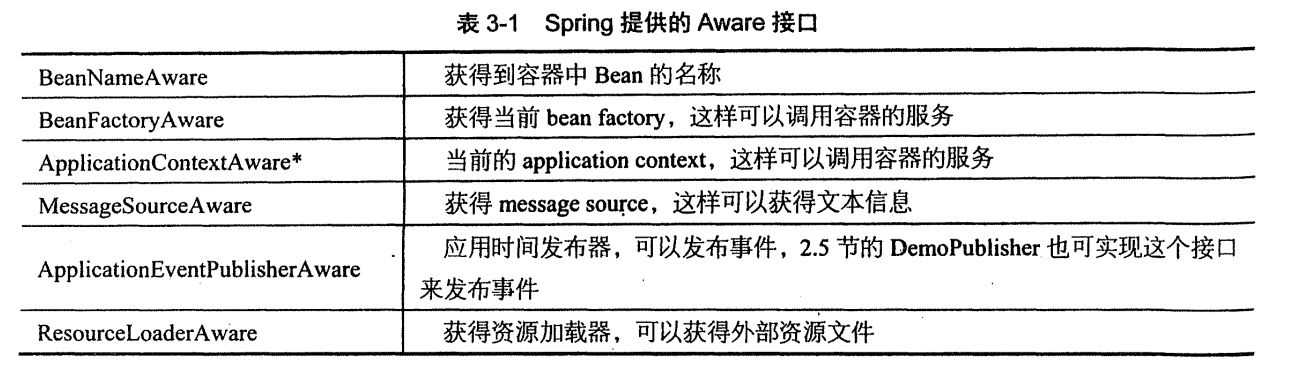 表 3-1 Spring 提供的 Aware 接口
BeanNameAware 获得到容器中 Bean 的名称
BeanFactoryAware 获得当前 bean factory，这样可以调用容器的服务
ApplicationContextAware* 当前的 application context，这样可以调用容器的服务
MessageSourceAware 获得 message source，这样可以获得文本信息
ApplicationEventPublisherAware 应用时间发布器，可以发布事件，2.5 节的 DemoPublisher 也可实现这个接口
来发布事件
ResourceLoaderAware 获得资源加载器，可以获得外部资源文件